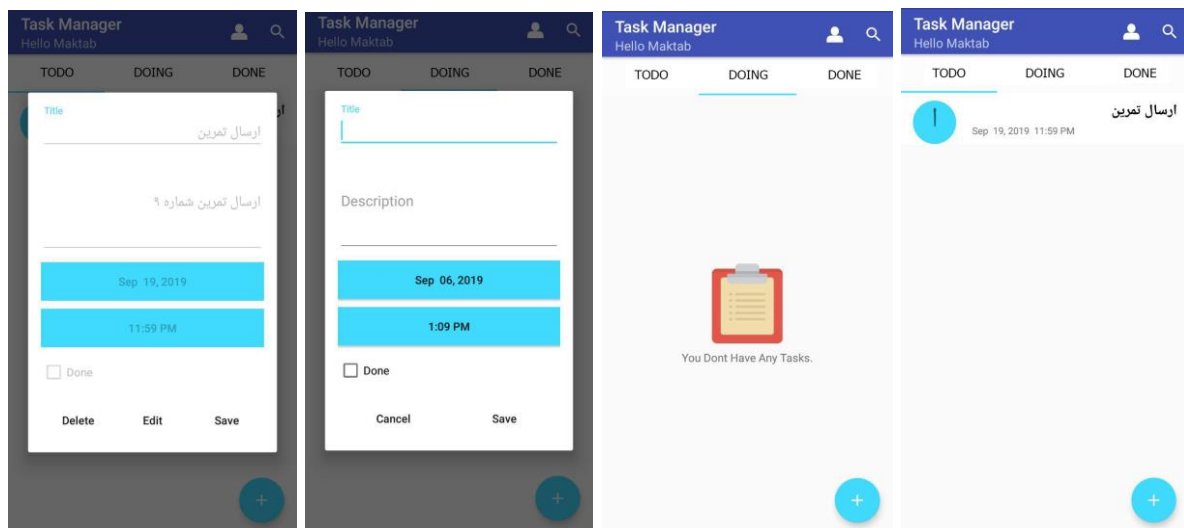 Task Manager
Hello Maktab
TODO DOING DONE
Title
ارسال تمرین
ارسال تمرین شماره ۹
Sep 19, 2019
11:59 PM
Done
Delete Edit Save
+
Task Manager
Hello Maktab
TODO DOING DONE
Title
Description
Sep 06, 2019
1:09 PM
Done
Cancel Save
+
Task Manager
Hello Maktab
TODO DOING DONE
You Dont Have Any Tasks.
+
Task Manager
Hello Maktab
TODO DOING DONE
ا
ارسال تمرین
Sep 19, 2019 11:59 PM
+